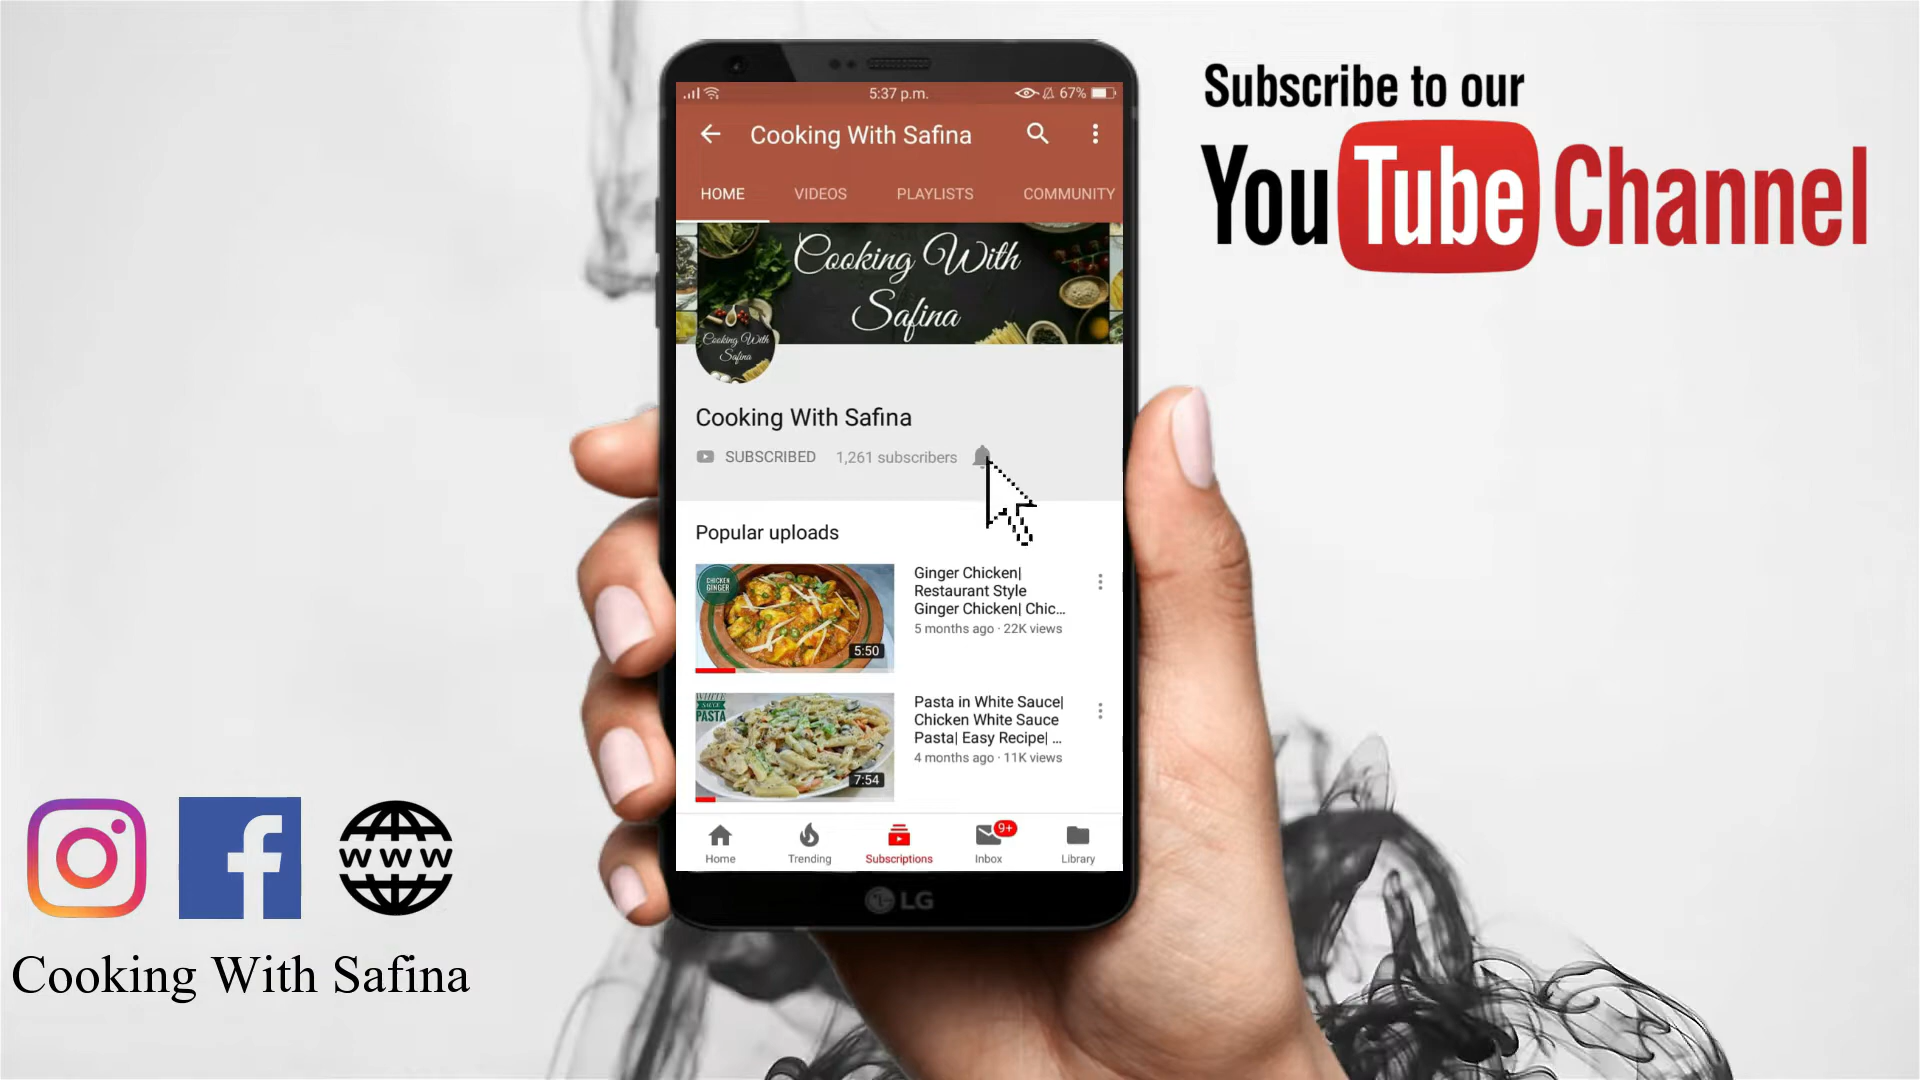 Subscribe to our
YouTube Channel
5:37 p.m.
67%
Cooking With Safina
HOME
VIDEOS
PLAYLISTS
COMMUNITY
Cooking With
Safina
Cooking With
Safina
Cooking With Safina
SUBSCRIBED
1,261 subscribers
Popular uploads
CHICKEN
GINGER
5:50
Ginger Chicken|
Restaurant Style
Ginger Chicken| Chic...
5 months ago · 22K views
WHITE
SAUCE
PASTA
7:54
Pasta in White Sauce|
Chicken White Sauce
Pasta| Easy Recipe| ...
4 months ago · 11K views
9+
Home
Trending
Subscriptions
Inbox
Library
LG
WWW
Cooking With Safina